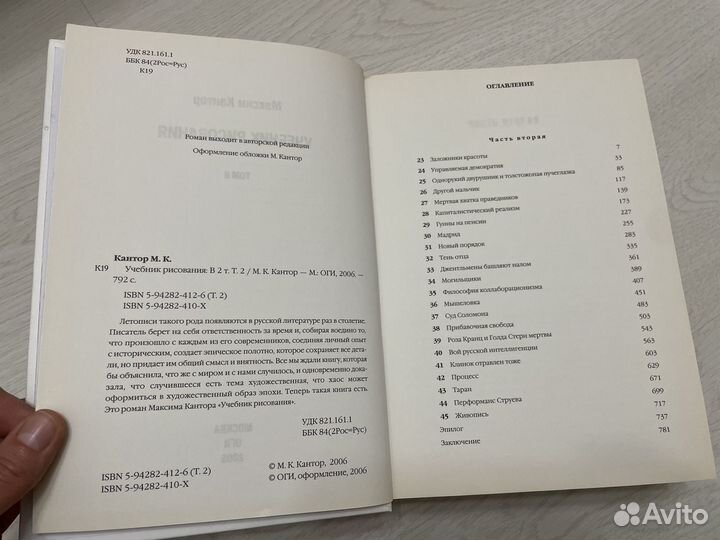 УДК 821.161.1
ББК 84(2Рос=Рус)
К19
Роман выходит в авторской редакции
Оформление обложки М. Кантор
Кантор М. К.
К19 Учебник рисования: В 2 т. Т. 2 / М. К. Кантор — М.: ОГИ, 2006. —
792 с.
ISBN 5-94282-412-6 (Т. 2)
ISBN 5-94282-410-X
Летописи такого рода появляются в русской литературе раз в столетие.
Писатель берет на себя ответственность за время и, собирая воедино то,
что произошло с каждым из его современников, соединяя личный опыт
с историческим, создает эпическое полотно, которое сохраняет все дета-
ли, но придает им общий смысл и внятность. Все мы ждали книгу, которая
бы объяснила, что же с миром и с нами случилось, и одновременно дока-
зала, что случившееся есть тема художественная, что хаос может
оформиться в художественный образ эпохи. Теперь такая книга есть.
Это роман Максима Кантора «Учебник рисования».
УДК 821.161.1
ББК 84(2Рос=Рус)
ISBN 5-94282-412-6 (Т. 2)
ISBN 5-94282-410-X
© М. К. Кантор, 2006
© ОГИ, оформление, 2006
ОГЛАВЛЕНИЕ
Часть вторая
23 Заложники красоты 7
24 Управляемая демократия 33
25 Однорукий двурушник и толстожопая пучеглазка 85
26 Другой мальчик 117
27 Мертвая хватка праведников 139
28 Капиталистический реализм 173
29 Гунны на пенсии 227
30 Мадрид 255
31 Новый порядок 283
32 Тень отца 335
33 Джентльмены башляют налом 361
34 Могильщики 389
35 Философия коллаборационизма 407
36 Мышеловка 451
37 Суд Соломона 483
38 Прибавочная свобода 507
39 Роза Кранц и Голда Стерн мертвы 543
40 Вой русской интеллигенции 563
41 Клинок отравлен тоже 603
42 Процесс 629
43 Таран 671
44 Перформанс Струева 699
45 Живопись 717
Эпилог 737
Заключение 781
Avito